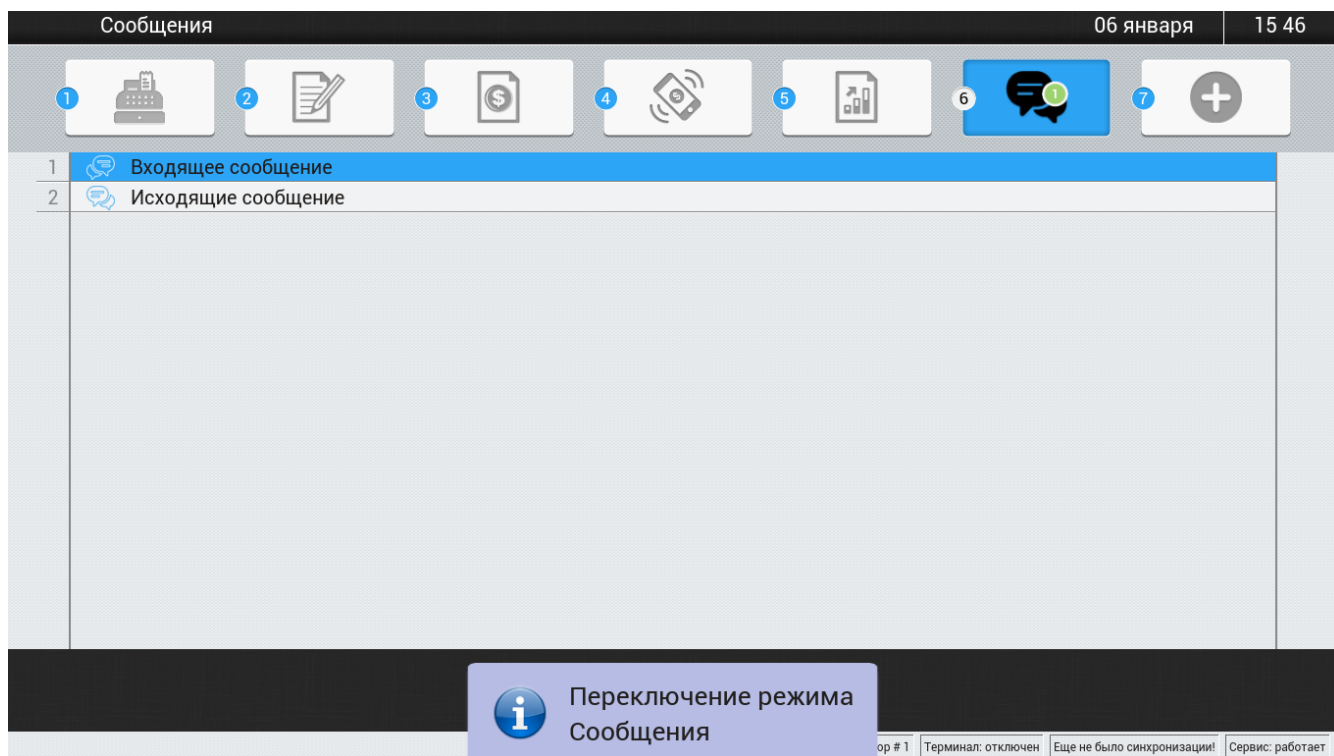 Сообщения 06 января 15 46
1 2 3 4 5 6 1 7
1 Входящее сообщение
2 Исходящие сообщение
Переключение режима
Сообщения
# 1 Терминал: отключен Еще не было синхронизации! Сервис: работает